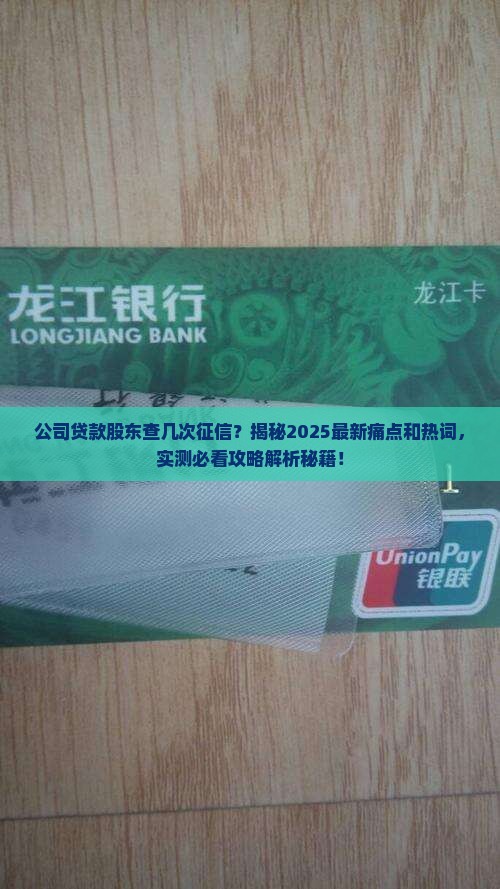 龙江银行
龙江卡
LONGJIANG BANK
公司贷款股东查几次征信？揭秘2025最新痛点和热词，
实测必看攻略解析秘籍！
1
UnionPay
银联